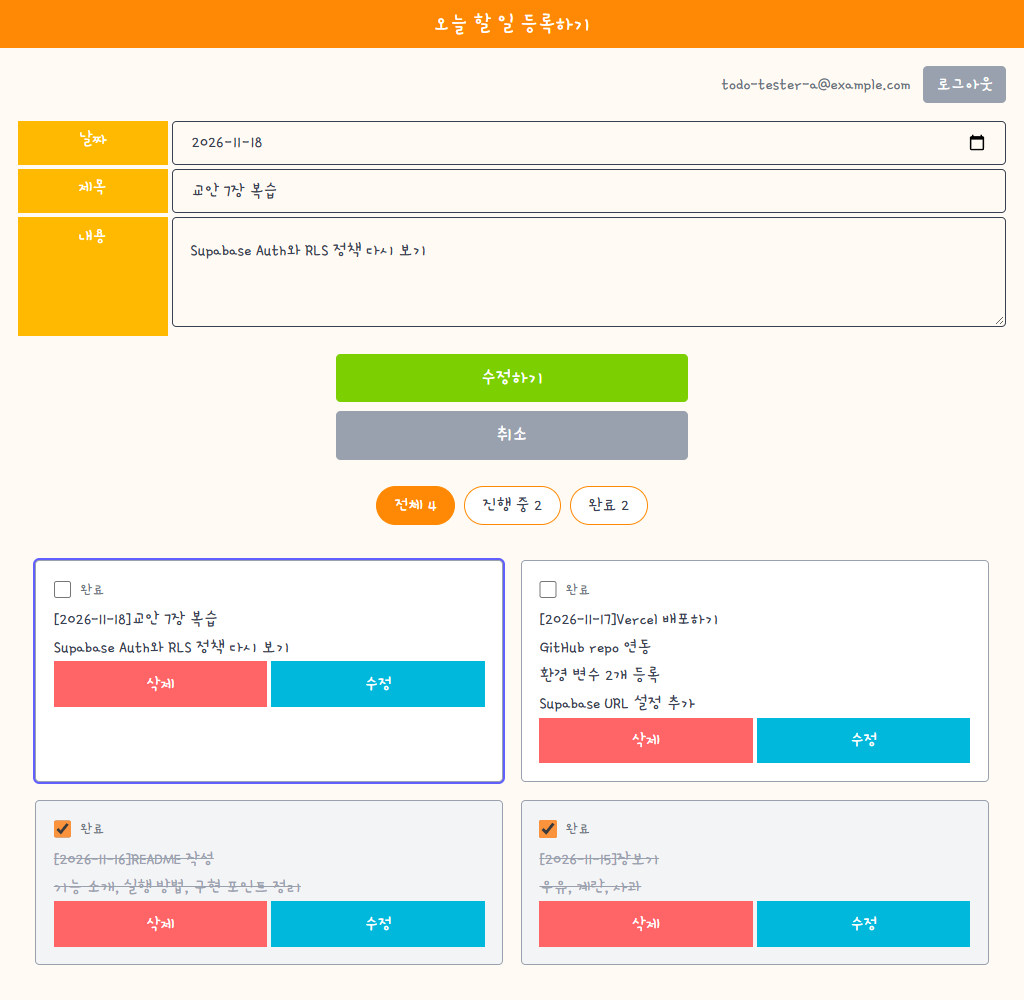 오늘 할 일 등록하기
todo-tester-a@example.com 로그아웃
날짜 2026-11-18
제목 교안 7장 복습
내용 Supabase Auth와 RLS 정책 다시 보기
수정하기
취소
전체 4 진행 중 2 완료 2
완료
[2026-11-18]교안 7장 복습
Supabase Auth와 RLS 정책 다시 보기
삭제 수정
완료
[2026-11-17]Vercel 배포하기
GitHub repo 연동
환경 변수 2개 등록
Supabase URL 설정 추가
삭제 수정
완료
[2026-11-16]README 작성
기능 소개, 실행 방법, 구현 포인트 정리
삭제 수정
완료
[2026-11-15]장보기
우유, 계란, 사과
삭제 수정